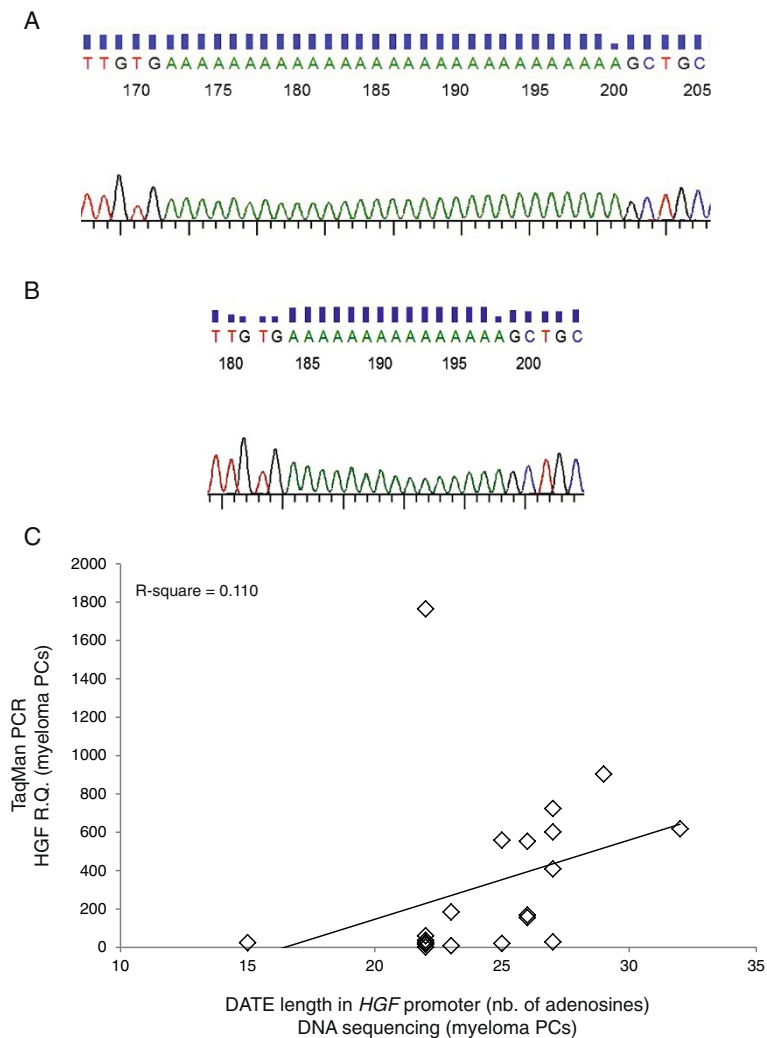 A
TTGTGAAAAAAAAAAAAAAAAAAAAAAAAAAAAAGCTGC
170 175 180 185 190 195 200 205
B
TTGTGAAAAAAAAAAAAAAAGCTGC
180 185 190 195 200
C
2000
1800
1600
1400
1200
1000
800
600
400
200
0
R-square = 0.110
TaqMan PCR
HGF R.Q. (myeloma PCs)
10 15 20 25 30 35
DATE length in HGF promoter (nb. of adenosines)
DNA sequencing (myeloma PCs)